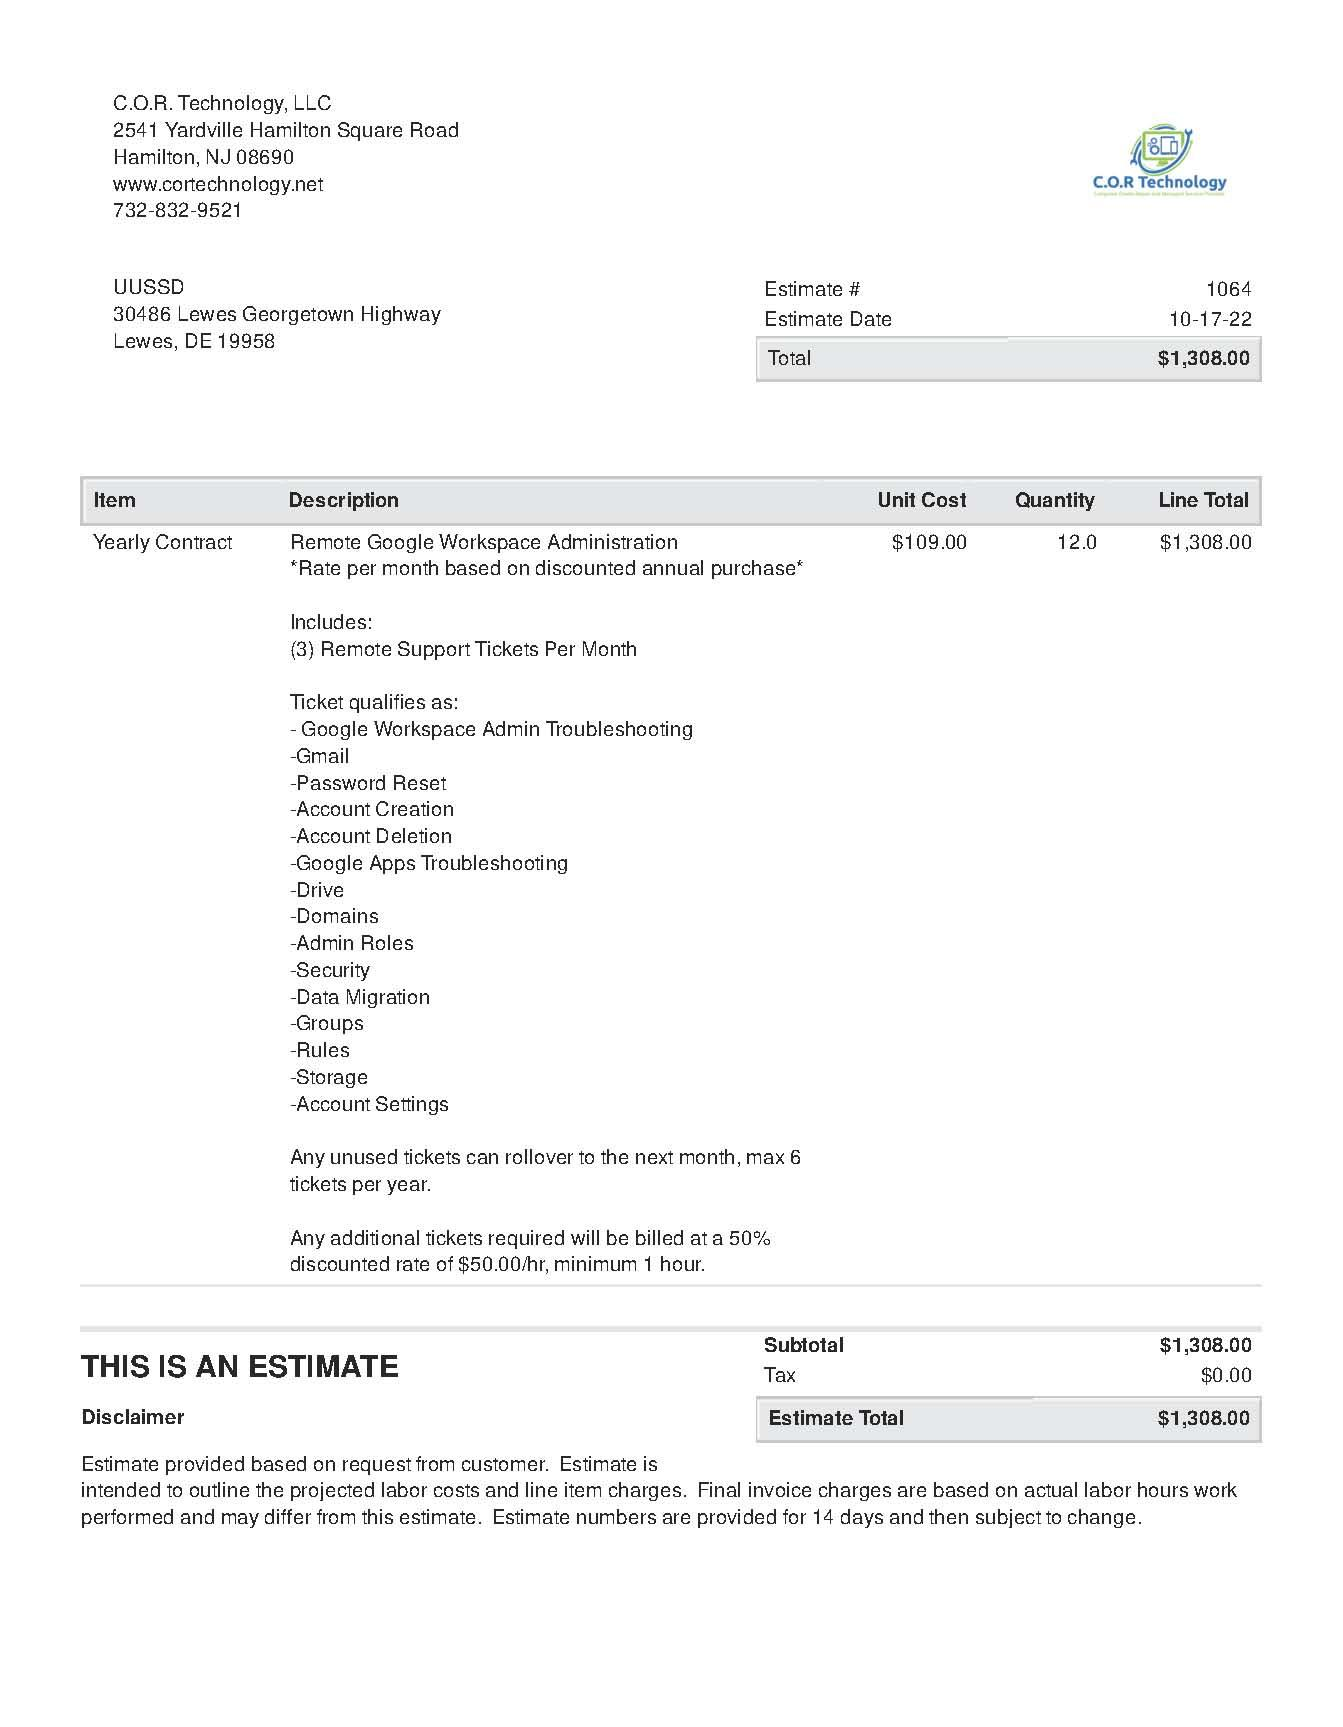 C.O.R. Technology, LLC
2541 Yardville Hamilton Square Road
Hamilton, NJ 08690
www.cortechnology.net
732-832-9521
C.O.R Technology
UUSSD
30486 Lewes Georgetown Highway
Lewes, DE 19958
Estimate # 1064
Estimate Date 10-17-22
Total $1,308.00
Item Description Unit Cost Quantity Line Total
Yearly Contract Remote Google Workspace Administration $109.00 12.0 $1,308.00
*Rate per month based on discounted annual purchase*
Includes:
(3) Remote Support Tickets Per Month
Ticket qualifies as:
- Google Workspace Admin Troubleshooting
-Gmail
-Password Reset
-Account Creation
-Account Deletion
-Google Apps Troubleshooting
-Drive
-Domains
-Admin Roles
-Security
-Data Migration
-Groups
-Rules
-Storage
-Account Settings
Any unused tickets can rollover to the next month, max 6
tickets per year.
Any additional tickets required will be billed at a 50%
discounted rate of $50.00/hr, minimum 1 hour.
Subtotal $1,308.00
THIS IS AN ESTIMATE
Tax $0.00
Disclaimer
Estimate Total $1,308.00
Estimate provided based on request from customer.  Estimate is
intended to outline the projected labor costs and line item charges.  Final invoice charges are based on actual labor hours work
performed and may differ from this estimate.  Estimate numbers are provided for 14 days and then subject to change.